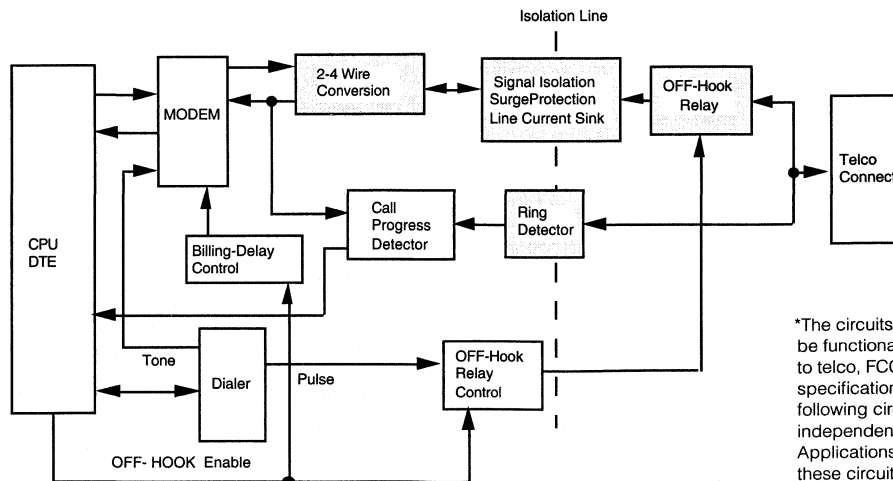 Isolation Line
2-4 Wire
Conversion
Signal Isolation
SurgeProtection
Line Current Sink
OFF-Hook
Relay
MODEM
Telco
Connect
CPU
DTE
Call
Progress
Detector
Ring
Detector
Billing-Delay
Control
Tone
Dialer
Pulse
OFF-Hook
Relay
Control
OFF- HOOK Enable
*The circuits
be functiona
to telco, FC
specification
following cir
independen
Applications
these circuit